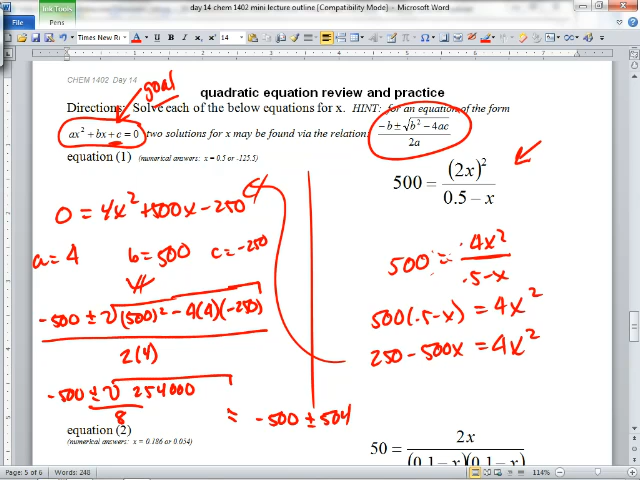 Ink Tools
day 14 chem 1402 mini lecture outline [Compatibility Mode] - Microsoft Word
File
Pens
Times New Ro
CHEM 1402 Day 14
goal
quadratic equation review and practice
Directions: Solve each of the below equations for x. HINT: for an equation of the form
ax² + bx + c = 0 two solutions for x may be found via the relation: (-b ± √(b² - 4ac)) / 2a
equation (1) (numerical answers: x = 0.5 or -125.5)
500 = (2x)² / (0.5 - x)
0 = 4x² + 500x - 250
a = 4 b = 500 c = -250
-500 ± √((500)² - 4(4)(-250))
2(4)
-500 ± √254000
8
= -500 ± 504
500 = 4x² / (.5 - x)
500(.5 - x) = 4x²
250 - 500x = 4x²
equation (2)
(numerical answers: x = 0.186 or 0.054)
50 = 2x / (0.1 - x)(0.1 - x)
Page: 5 of 6 Words: 248 114%